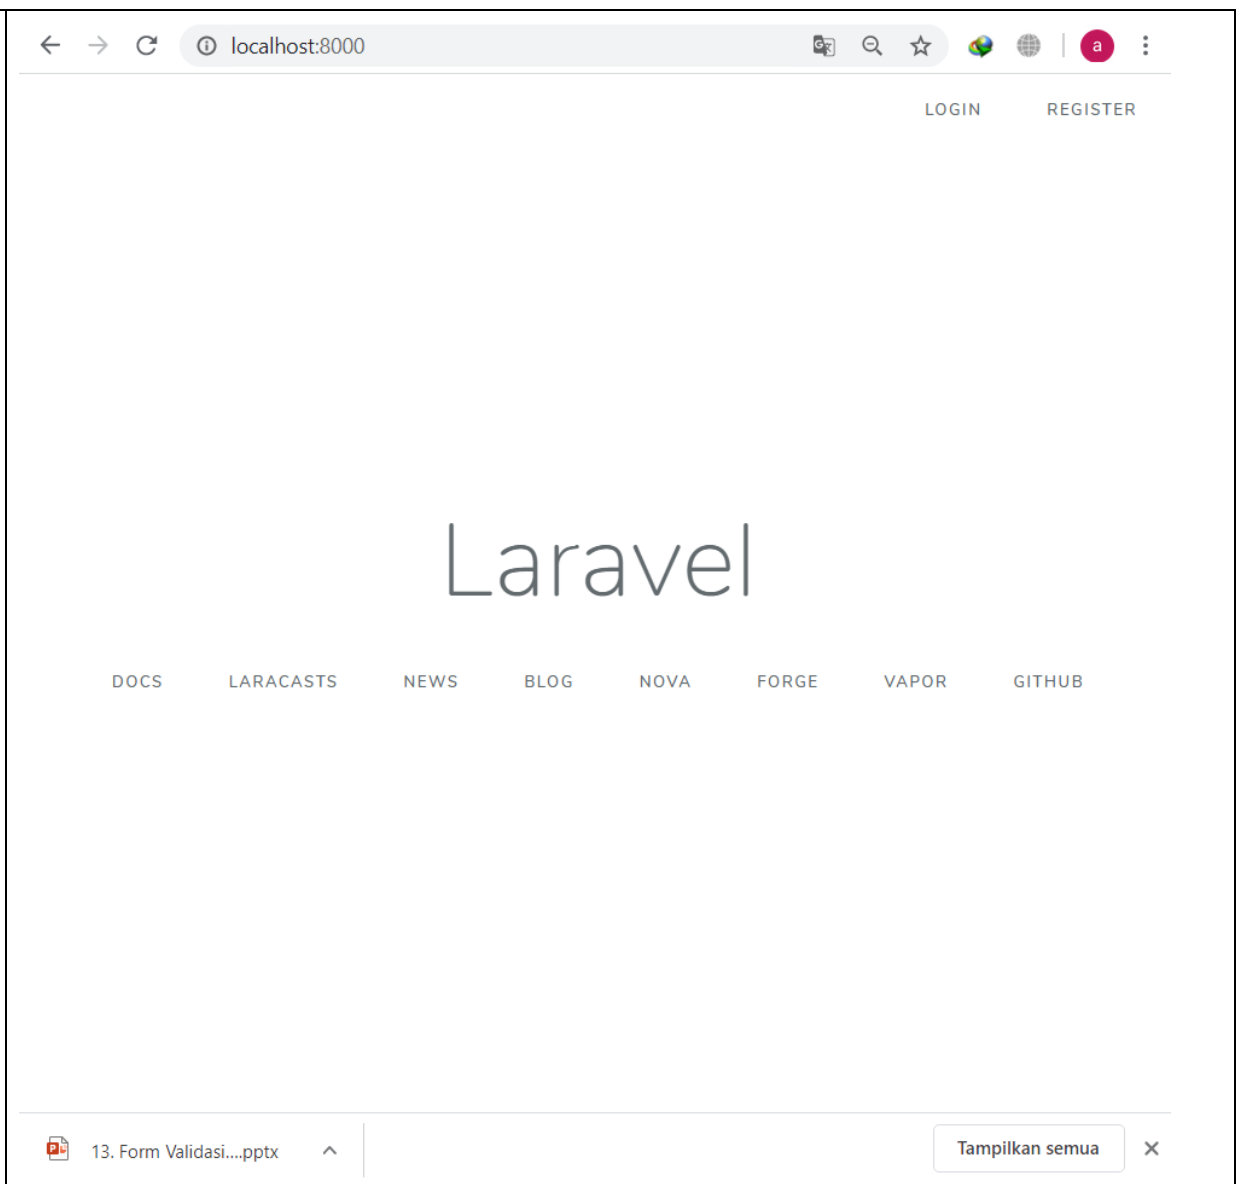 localhost:8000
a
LOGIN REGISTER
Laravel
DOCS LARACASTS NEWS BLOG NOVA FORGE VAPOR GITHUB
13. Form Validasi....pptx
Tampilkan semua